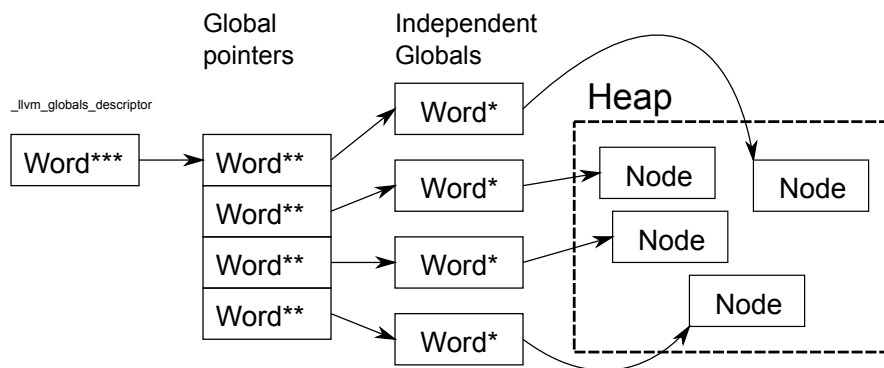 Global
pointers
Independent
Globals
_llvm_globals_descriptor
Heap
Word***
Word**
Word**
Word**
Word**
Word*
Word*
Word*
Word*
Node
Node
Node
Node